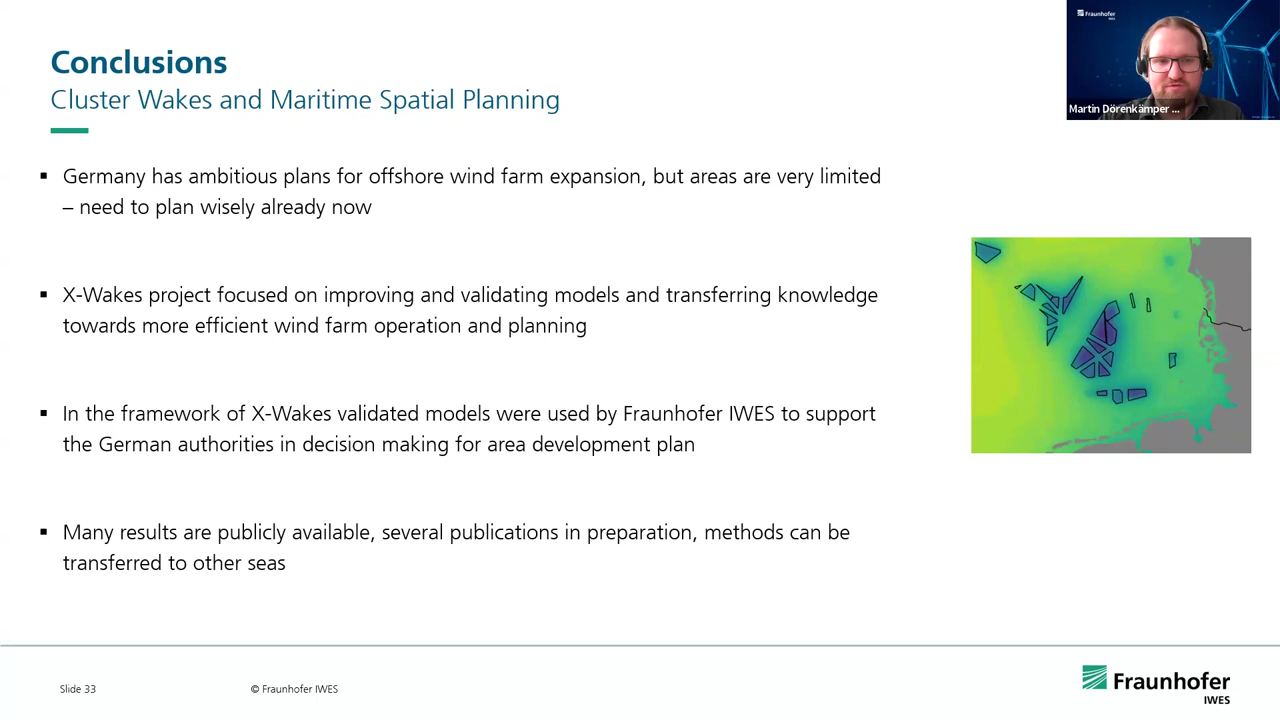 Conclusions
Cluster Wakes and Maritime Spatial Planning
▪ Germany has ambitious plans for offshore wind farm expansion, but areas are very limited
– need to plan wisely already now
▪ X-Wakes project focused on improving and validating models and transferring knowledge
towards more efficient wind farm operation and planning
▪ In the framework of X-Wakes validated models were used by Fraunhofer IWES to support
the German authorities in decision making for area development plan
▪ Many results are publicly available, several publications in preparation, methods can be
transferred to other seas
Fraunhofer
IWES
Martin Dörenkämper ...
Slide 33
© Fraunhofer IWES
Fraunhofer
IWES